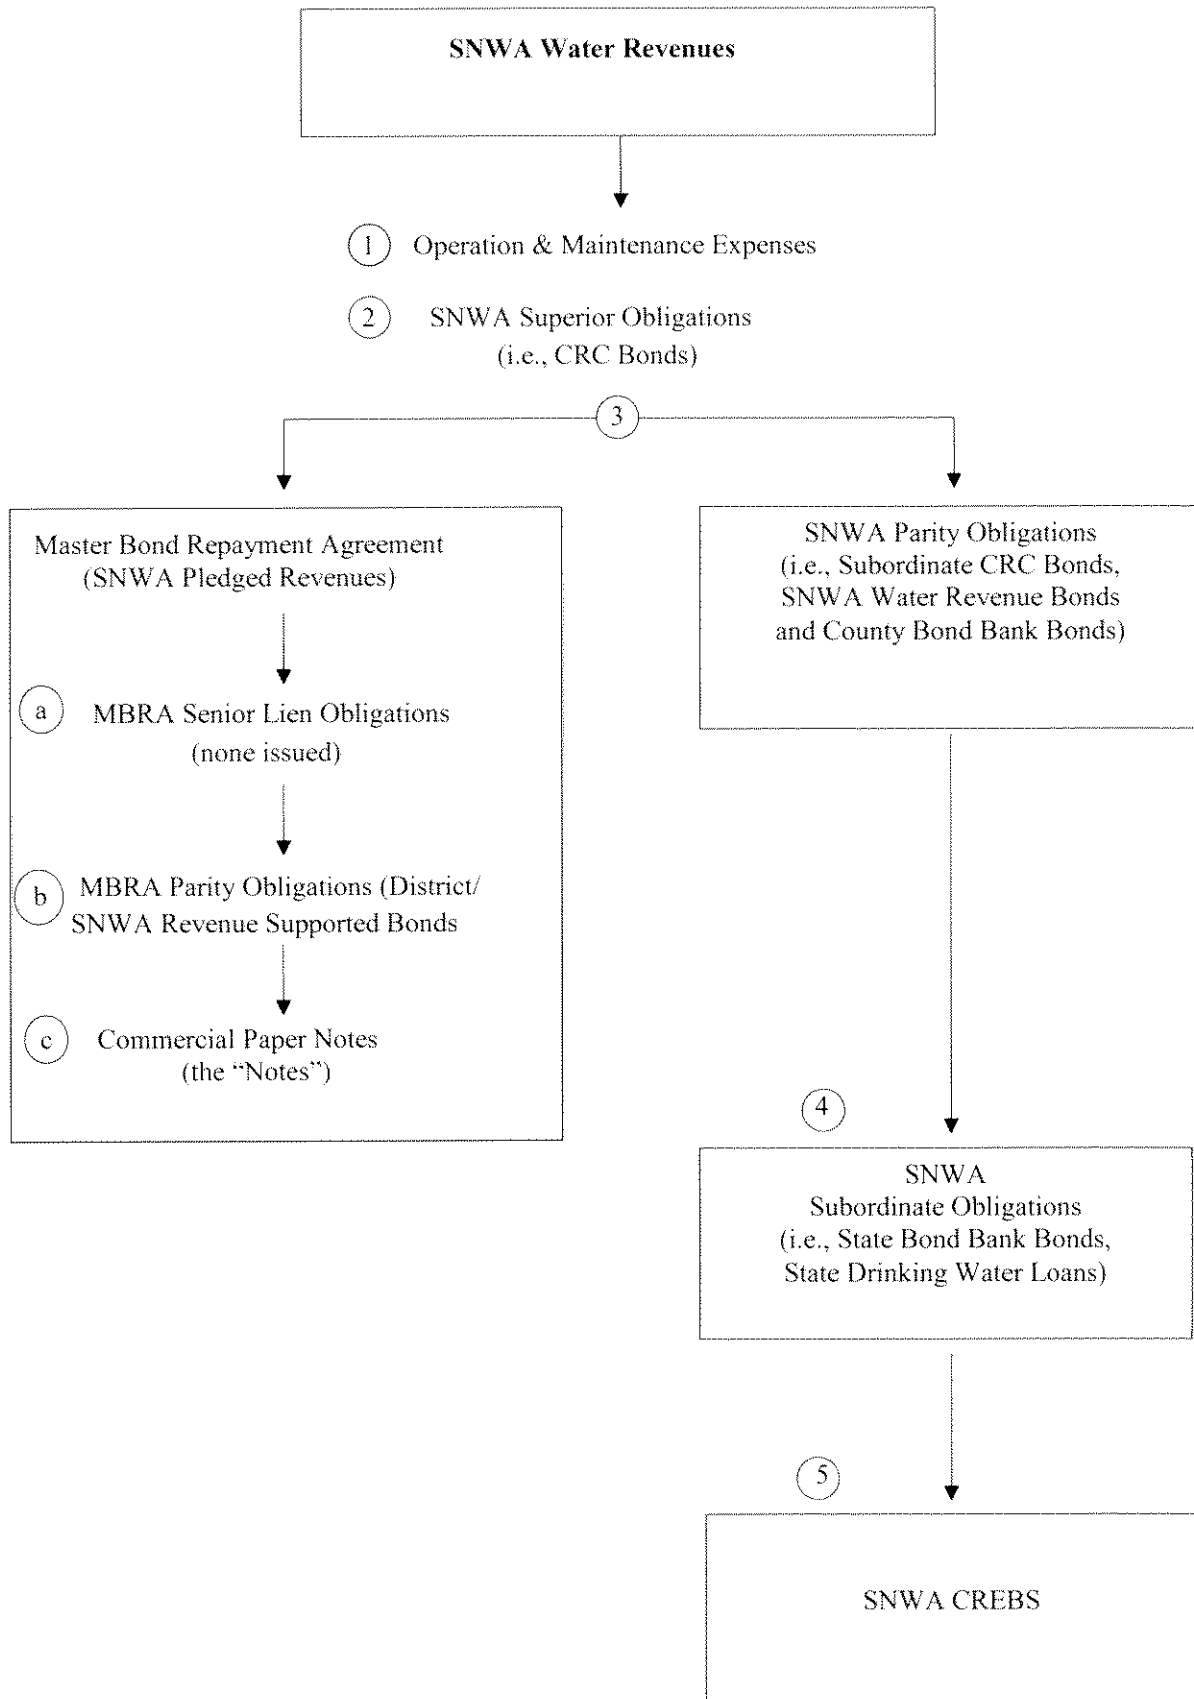 SNWA Water Revenues
1 Operation & Maintenance Expenses
2 SNWA Superior Obligations
(i.e., CRC Bonds)
3
Master Bond Repayment Agreement
(SNWA Pledged Revenues)
a MBRA Senior Lien Obligations
(none issued)
b MBRA Parity Obligations (District/
SNWA Revenue Supported Bonds
c Commercial Paper Notes
(the “Notes”)
SNWA Parity Obligations
(i.e., Subordinate CRC Bonds,
SNWA Water Revenue Bonds
and County Bond Bank Bonds)
4
SNWA
Subordinate Obligations
(i.e., State Bond Bank Bonds,
State Drinking Water Loans)
5
SNWA CREBS